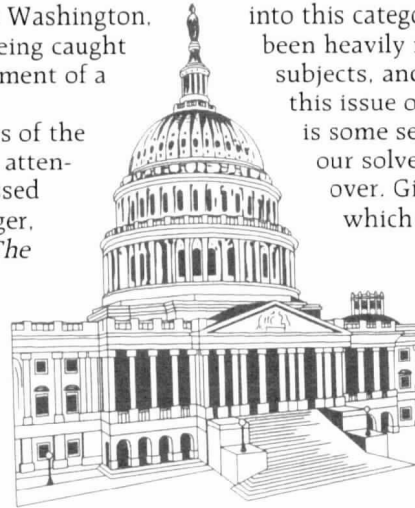 Washington,
eing caught
ment of a
s of the
atten-
ssed
ger,
The
into this catego
been heavily
subjects, and
this issue o
is some se
our solve
over. Gi
which